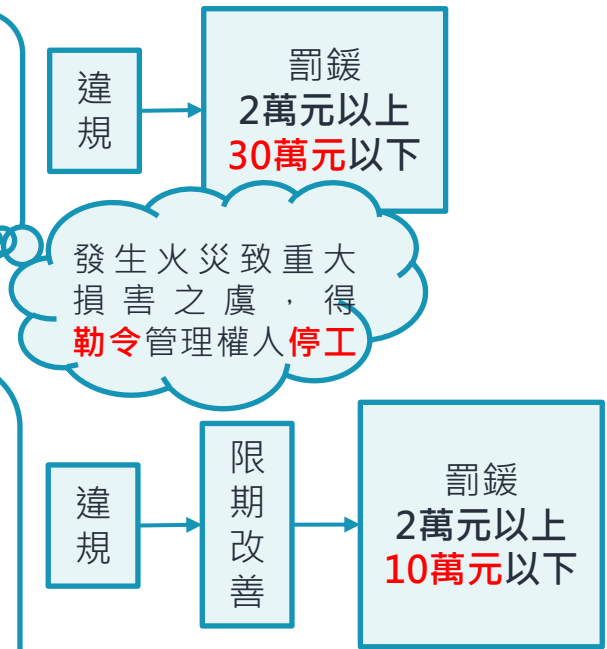 違規
罰鍰
2萬元以上
30萬元以下
發生火災致重大
損害之虞，得
勒令管理權人停工
違規
限期改善
罰鍰
2萬元以上
10萬元以下